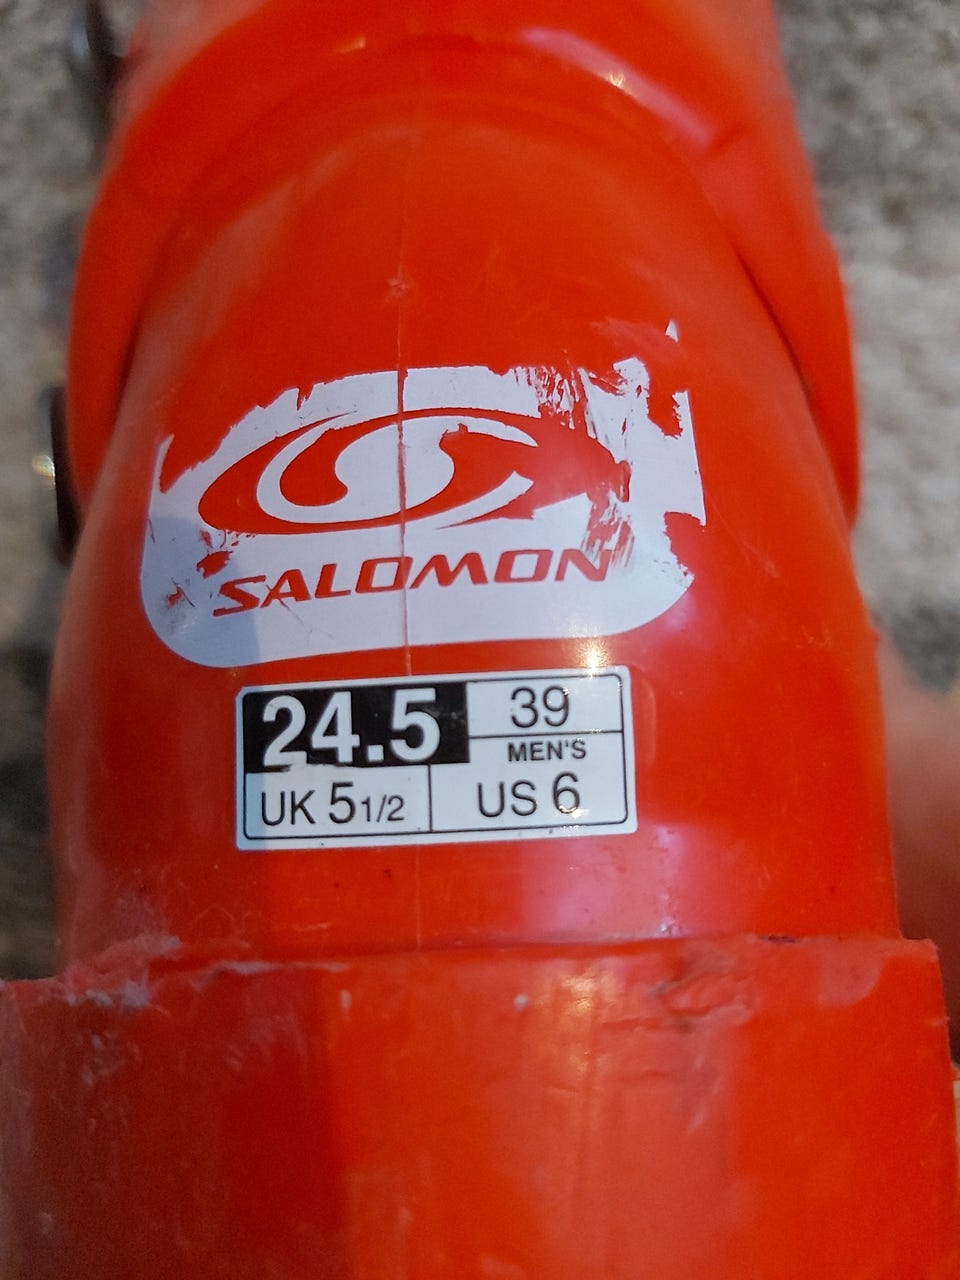 SALOMON
24.5 39
MEN'S
UK 5 1/2 US 6